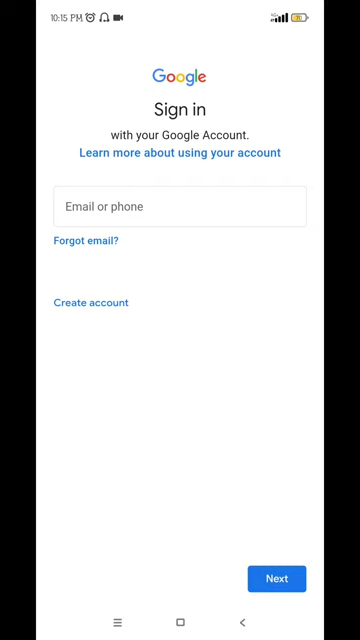 10:15 PM
Google
Sign in
with your Google Account.
Learn more about using your account
Email or phone
Forgot email?
Create account
Next